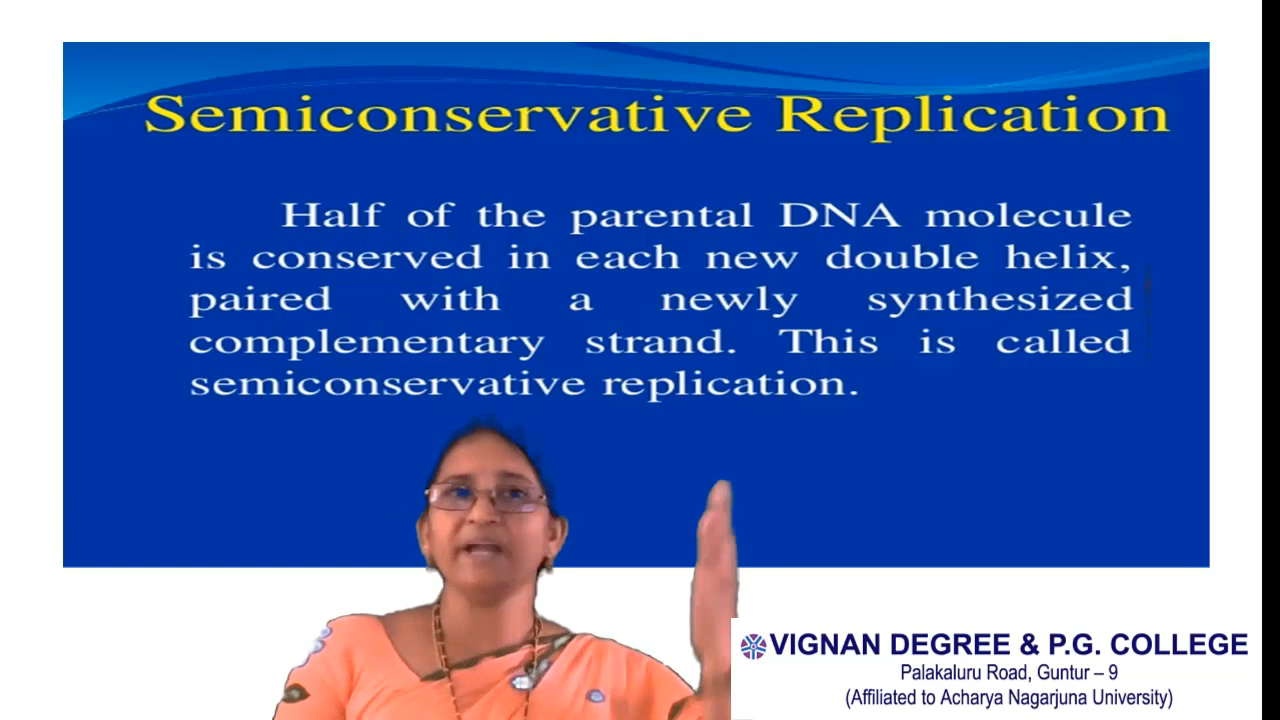 Semiconservative Replication
Half of the parental DNA molecule
is conserved in each new double helix,
paired with a newly synthesized
complementary strand. This is called
semiconservative replication.
VIGNAN DEGREE & P.G. COLLEGE
Palakaluru Road, Guntur – 9
(Affiliated to Acharya Nagarjuna University)